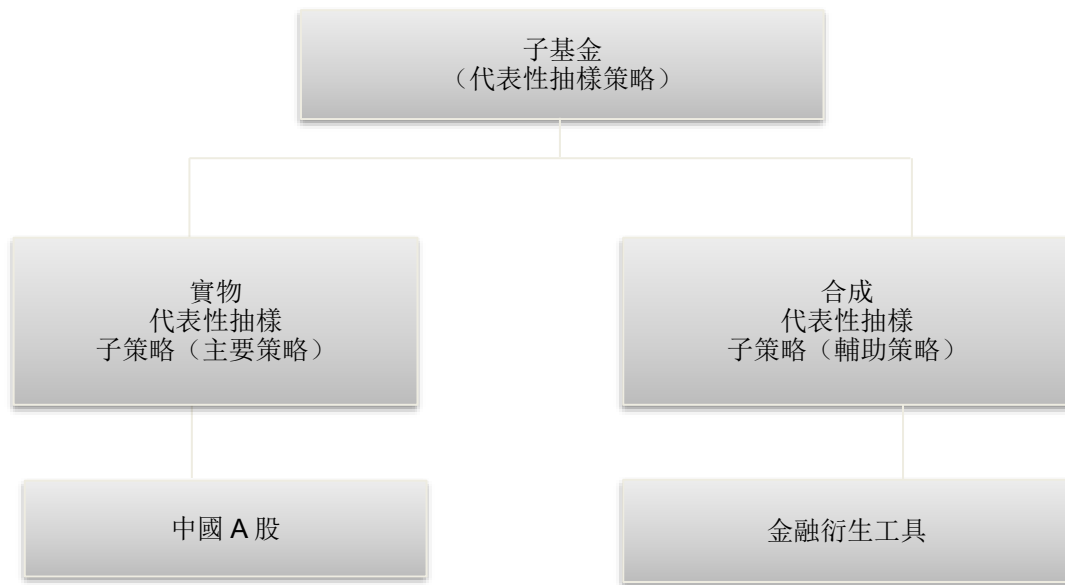 子基金
（代表性抽樣策略）
實物
代表性抽樣
子策略（主要策略）
合成
代表性抽樣
子策略（輔助策略）
中國 A 股
金融衍生工具